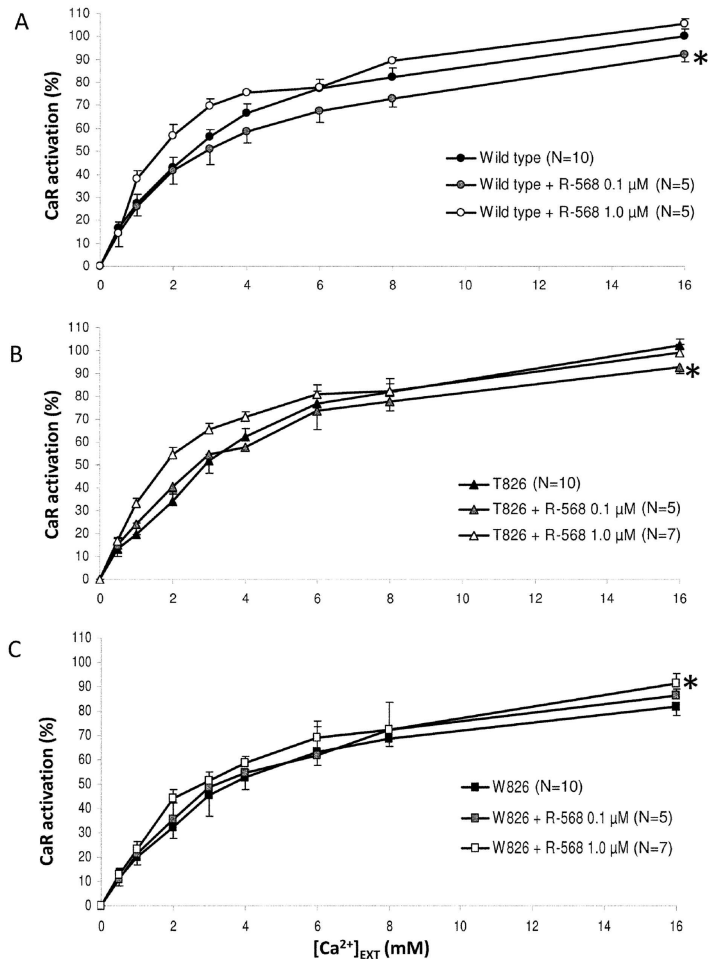 A
CaR activation (%)
110
100
90
80
70
60
50
40
30
20
10
0
0 2 4 6 8 10 12 14 16
*
Wild type (N=10)
Wild type + R-568 0.1 µM (N=5)
Wild type + R-568 1.0 µM (N=5)
B
CaR activation (%)
110
100
90
80
70
60
50
40
30
20
10
0
0 2 4 6 8 10 12 14 16
*
T826 (N=10)
T826 + R-568 0.1 µM (N=5)
T826 + R-568 1.0 µM (N=7)
C
CaR activation (%)
110
100
90
80
70
60
50
40
30
20
10
0
0 2 4 6 8 10 12 14 16
*
W826 (N=10)
W826 + R-568 0.1 µM (N=5)
W826 + R-568 1.0 µM (N=7)
[Ca²⁺]EXT (mM)